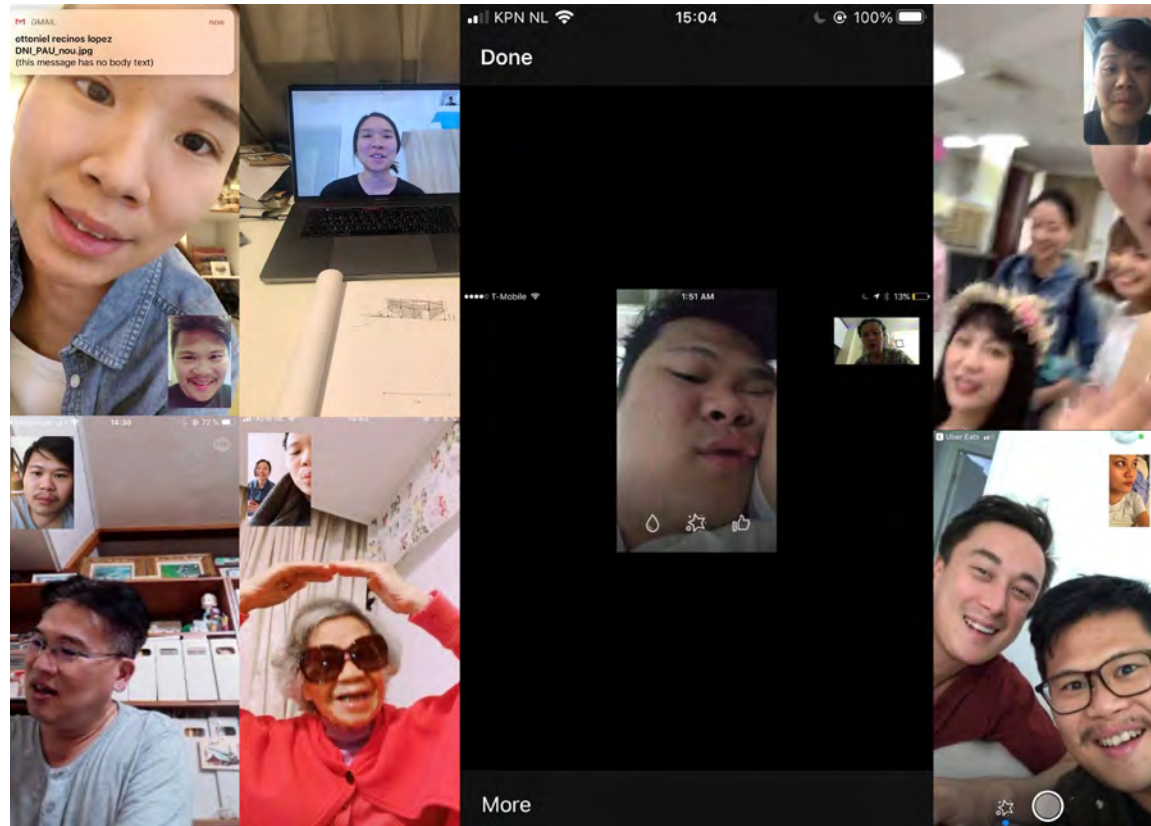 GMAIL
now
ottoniel recinos lopez
DNI_PAU_nou.jpg
(this message has no body text)
KPN NL
15:04
100%
Done
T-Mobile
1:51 AM
13%
14:30
72 %
Uber Eats
More